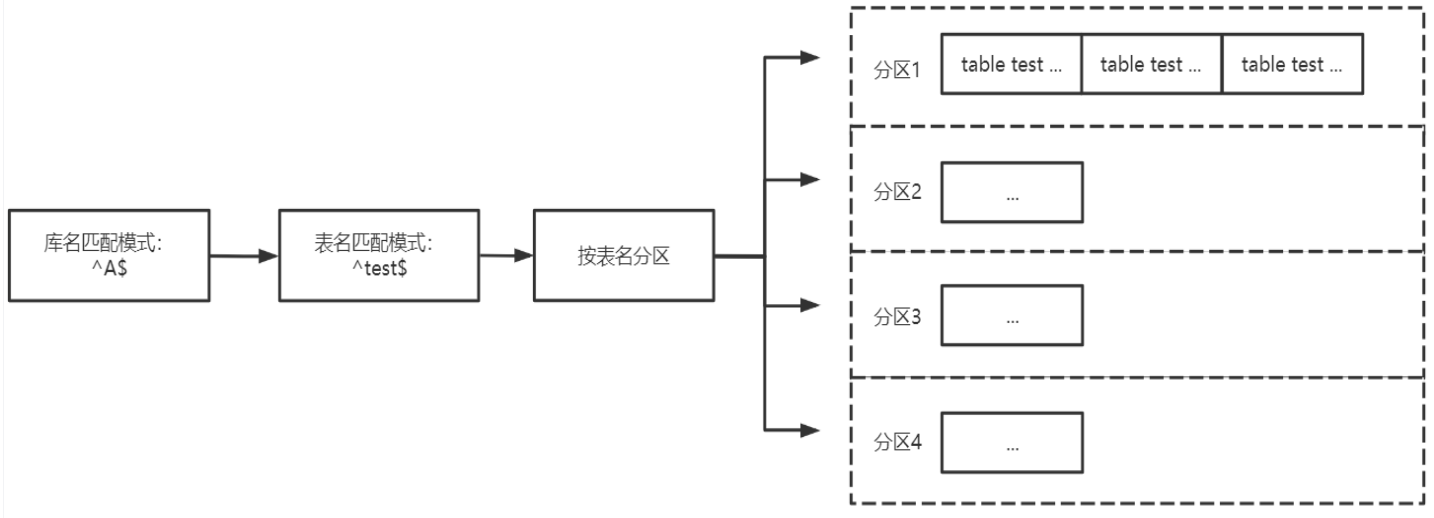 库名匹配模式：
^A$
表名匹配模式：
^test$
按表名分区
分区1
table test ...
table test ...
table test ...
分区2
...
分区3
...
分区4
...